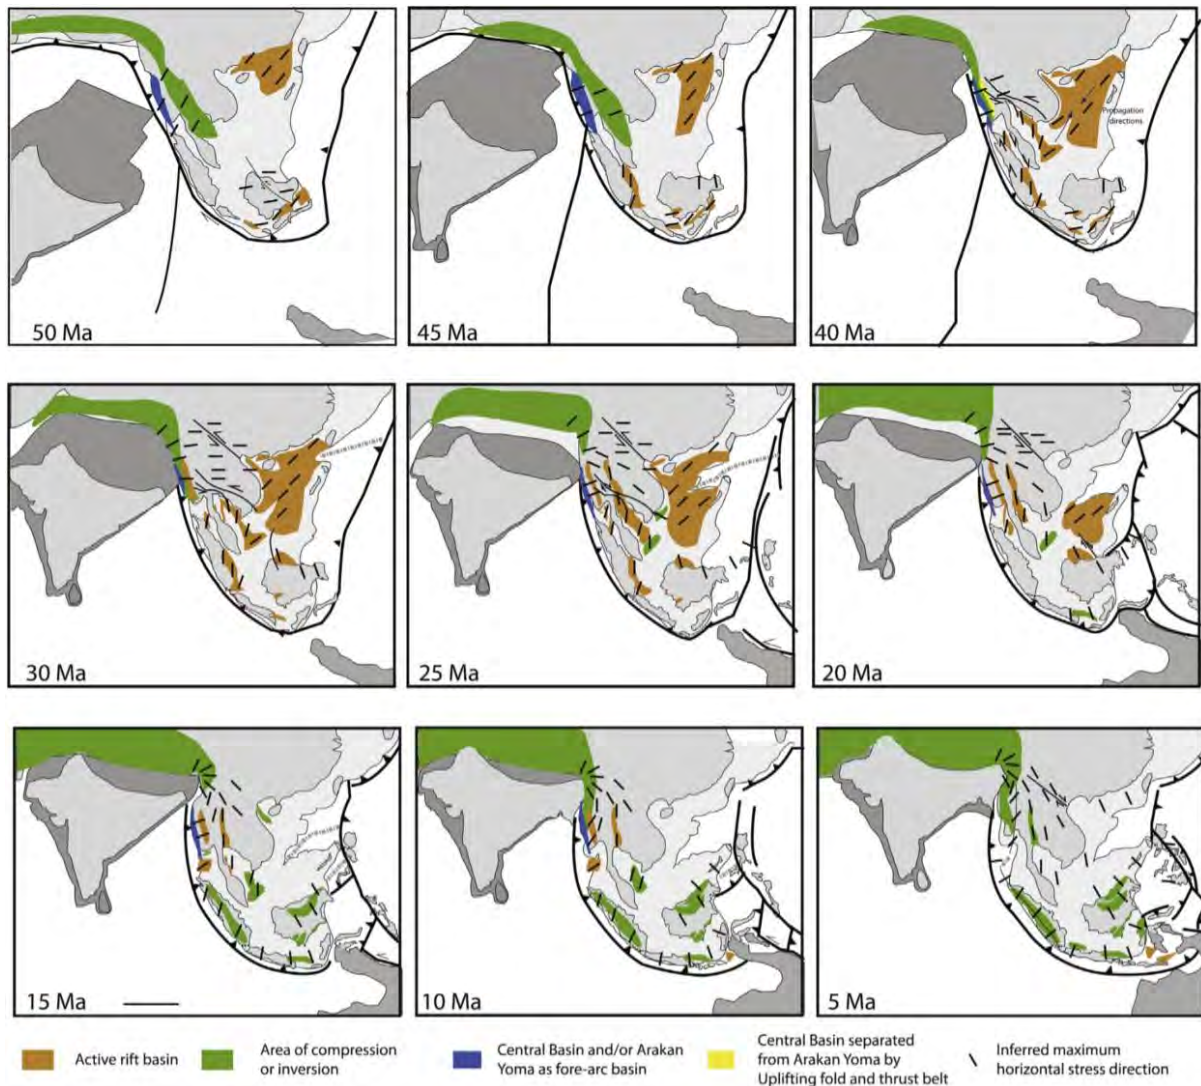 50 Ma
45 Ma
Propagation
directions
40 Ma
30 Ma
25 Ma
20 Ma
15 Ma
10 Ma
5 Ma
Active rift basin
Area of compression
or inversion
Central Basin and/or Arakan
Yoma as fore-arc basin
Central Basin separated
from Arakan Yoma by
Uplifting fold and thrust belt
Inferred maximum
horizontal stress direction